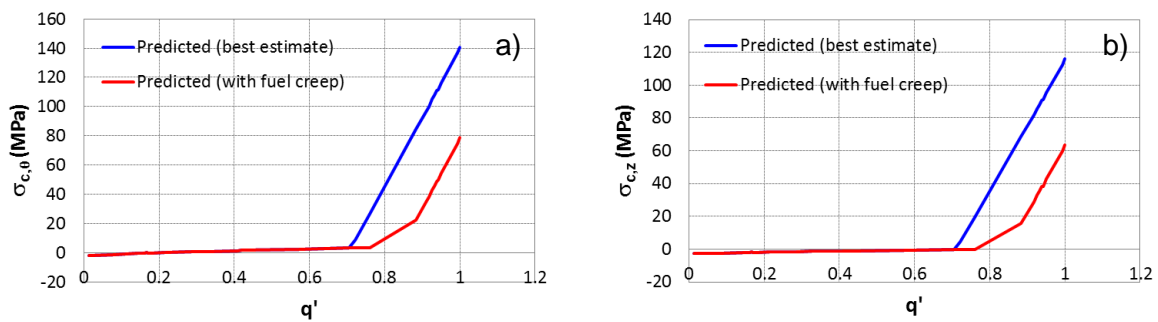 160
140
120
100
80
60
40
20
0
-20
σc,θ (MPa)
Predicted (best estimate)
Predicted (with fuel creep)
a)
0 0.2 0.4 0.6 0.8 1 1.2
q'
140
120
100
80
60
40
20
0
-20
σc,z (MPa)
Predicted (best estimate)
Predicted (with fuel creep)
b)
0 0.2 0.4 0.6 0.8 1 1.2
q'